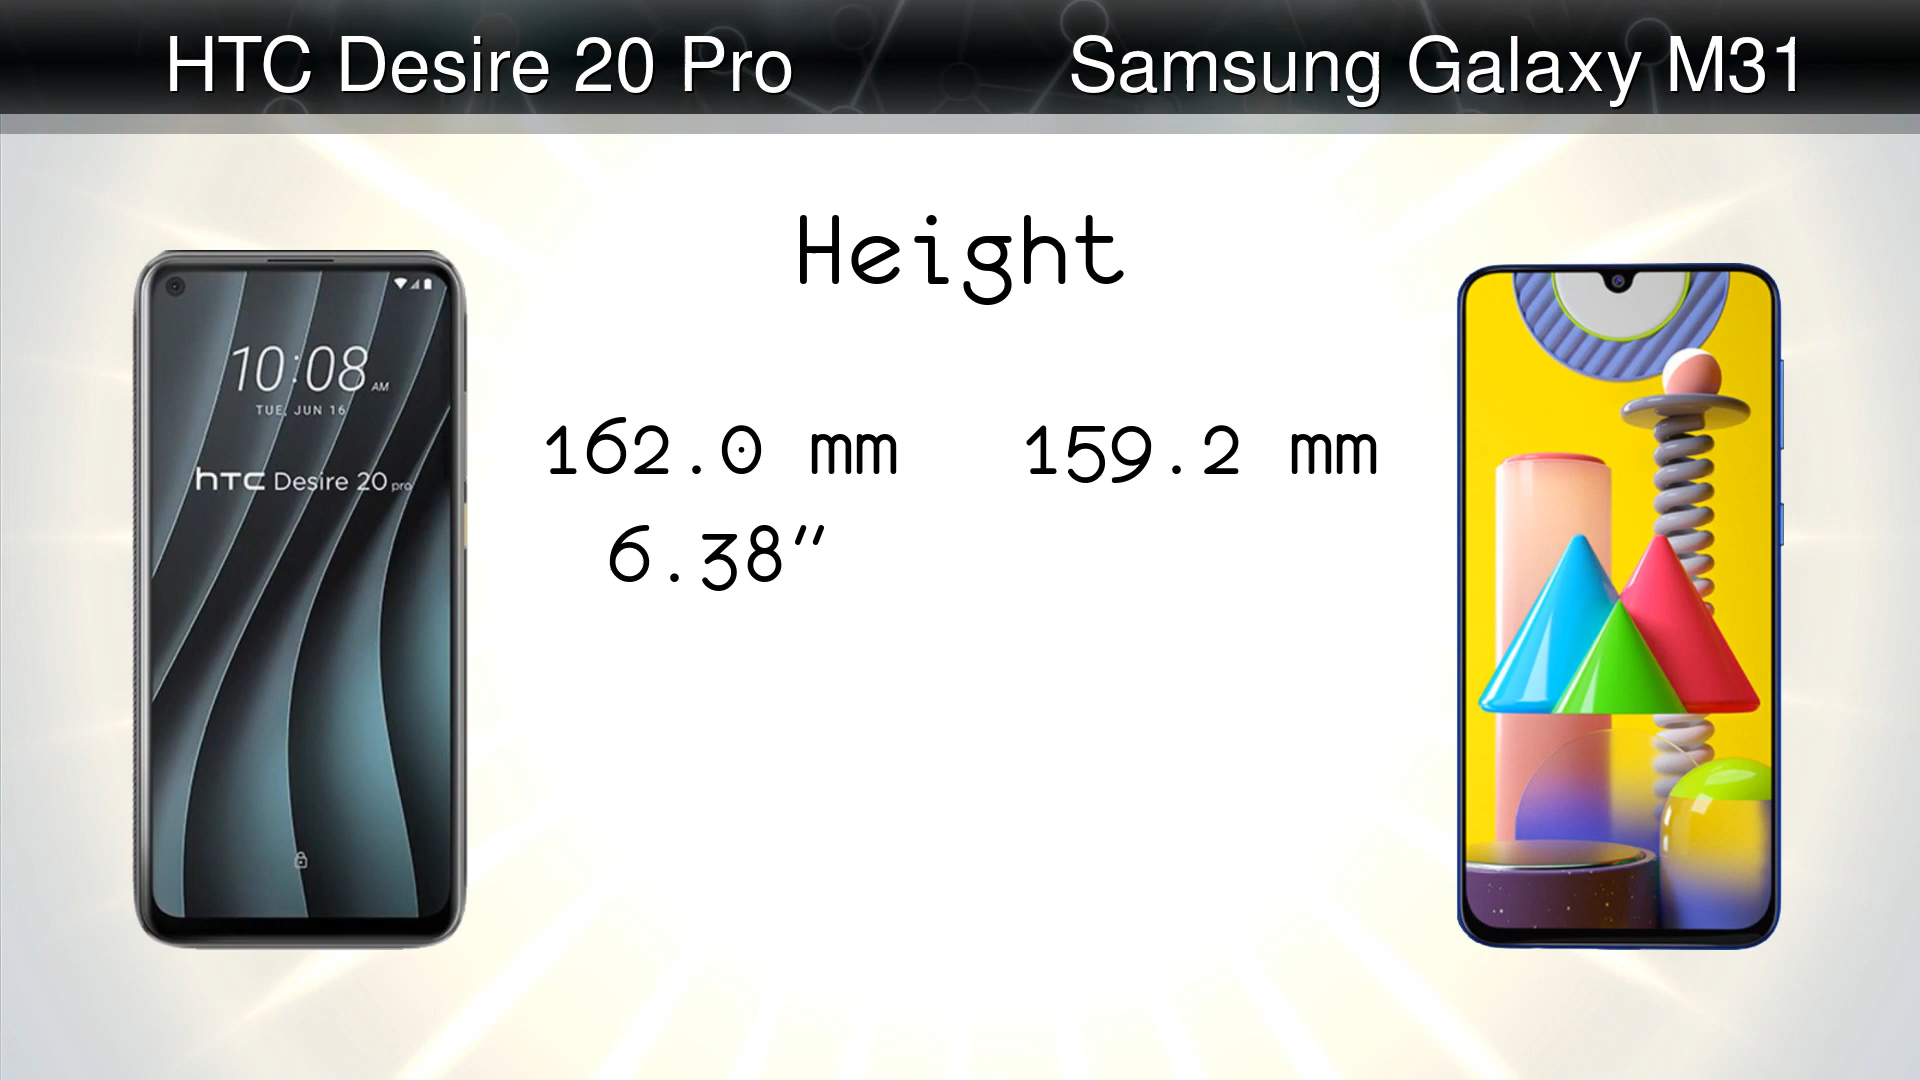 HTC Desire 20 Pro
Samsung Galaxy M31
Height
162.0 mm
159.2 mm
6.38"
10:08 AM
TUE, JUN 16
hTC Desire 20 pro